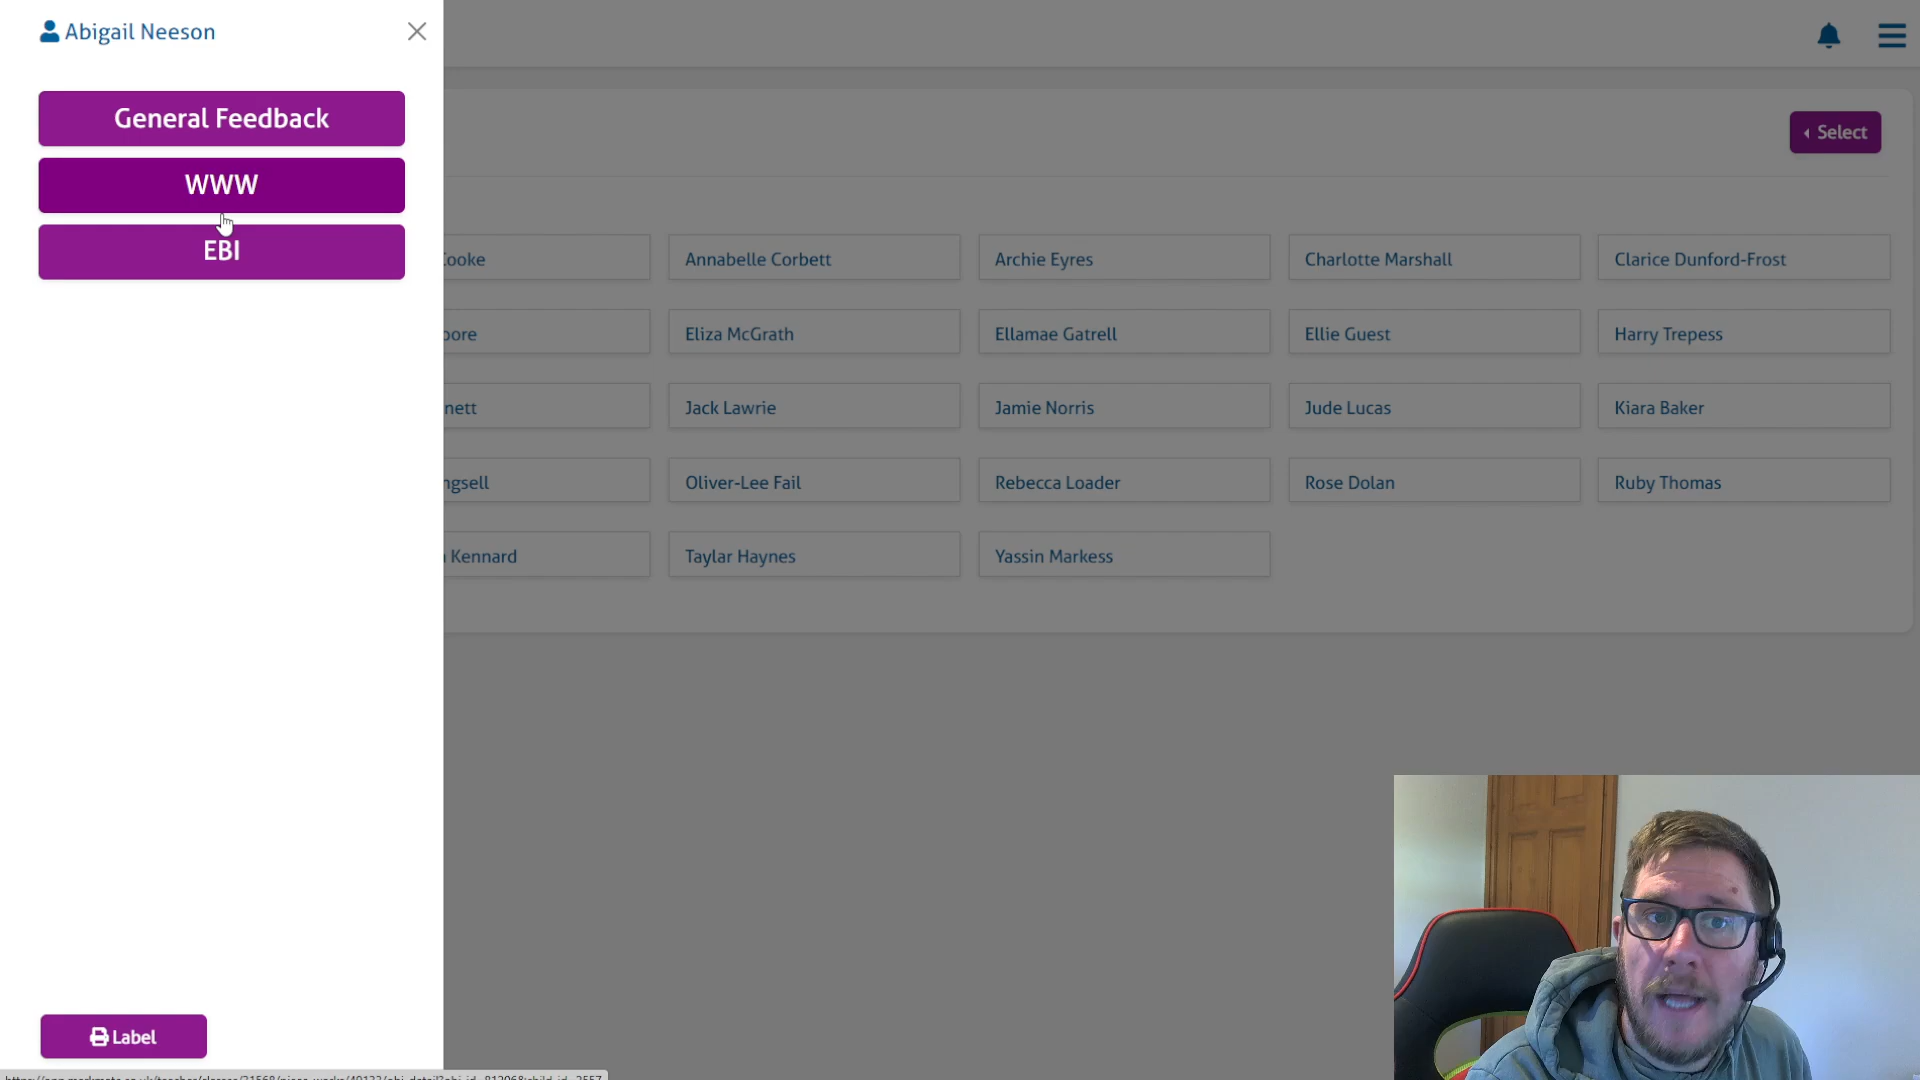 Abigail Neeson
General Feedback
WWW
EBI
Label
Select
Cooke
Annabelle Corbett
Archie Eyres
Charlotte Marshall
Clarice Dunford-Frost
Eliza McGrath
Ellamae Gatrell
Ellie Guest
Harry Trepess
nett
Jack Lawrie
Jamie Norris
Jude Lucas
Kiara Baker
ngsell
Oliver-Lee Fail
Rebecca Loader
Rose Dolan
Ruby Thomas
Kennard
Taylar Haynes
Yassin Markess